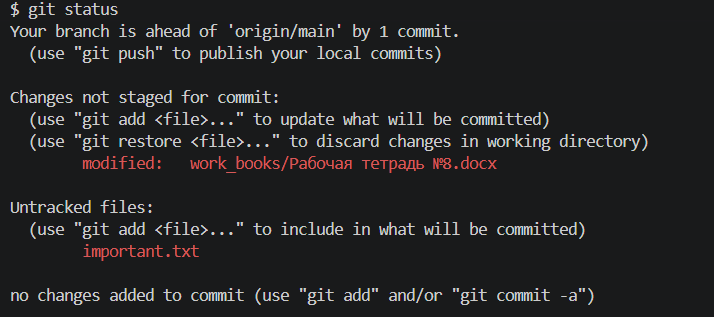 $ git status
Your branch is ahead of 'origin/main' by 1 commit.
  (use "git push" to publish your local commits)

Changes not staged for commit:
  (use "git add <file>..." to update what will be committed)
  (use "git restore <file>..." to discard changes in working directory)
        modified:   work_books/Рабочая тетрадь №8.docx

Untracked files:
  (use "git add <file>..." to include in what will be committed)
        important.txt

no changes added to commit (use "git add" and/or "git commit -a")